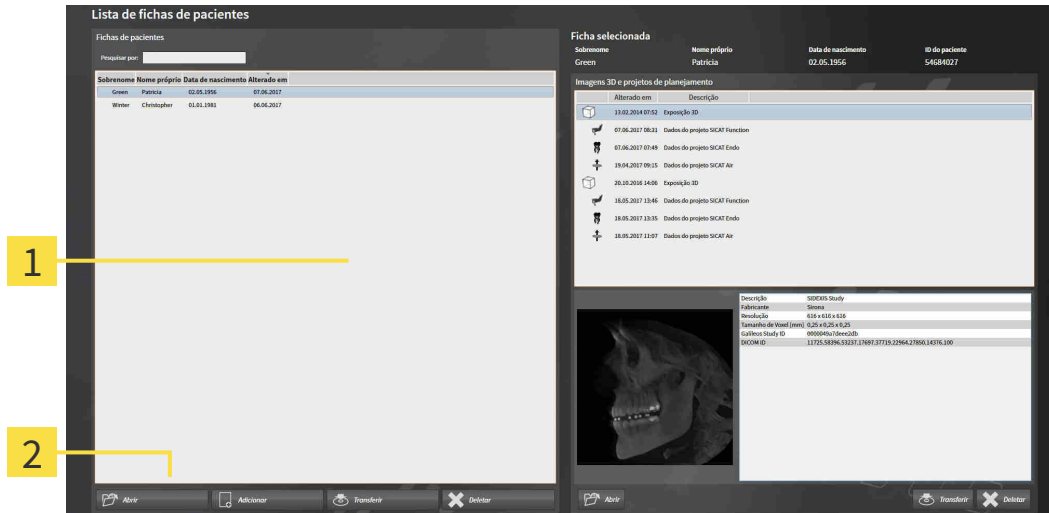 Lista de fichas de pacientes
Fichas de pacientes
Pesquisar por:
Sobrenome Nome próprio Data de nascimento Alterado em
Green Patricia 02.05.1956 07.06.2017
Winter Christopher 01.01.1981 06.06.2017
1
2
Abrir Adicionar Transferir Deletar
Ficha selecionada
Sobrenome Nome próprio Data de nascimento ID do paciente
Green Patricia 02.05.1956 54684027
Imagens 3D e projetos de planejamento
Alterado em Descrição
13.02.2014 07:52 Exposição 3D
07.06.2017 08:31 Dados do projeto SICAT Function
07.06.2017 07:49 Dados do projeto SICAT Endo
19.04.2017 09:15 Dados do projeto SICAT Air
20.10.2016 14:06 Exposição 3D
18.05.2017 13:46 Dados do projeto SICAT Function
18.05.2017 13:35 Dados do projeto SICAT Endo
18.05.2017 11:07 Dados do projeto SICAT Air
Descrição SIDEXIS Study
Fabricante Sirona
Resolução 616 x 616 x 616
Tamanho de Voxel [mm] 0,25 x 0,25 x 0,25
Galileos Study ID 0000049a7deee2db
DICOM ID 11725.58396.53237.17697.37719.22964.27850.14376.100
Abrir Transferir Deletar